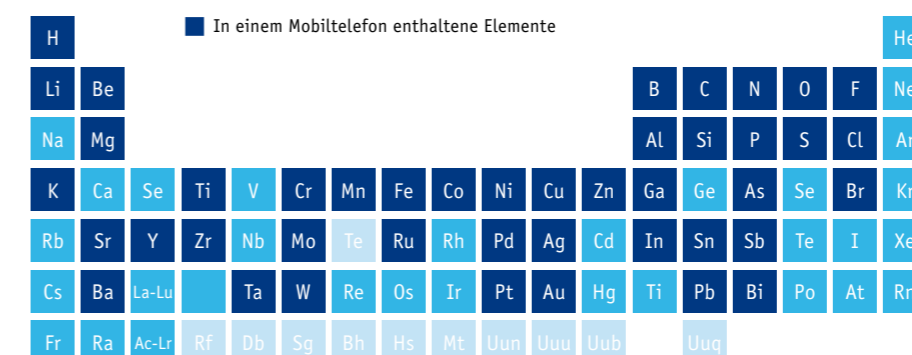 In einem Mobiltelefon enthaltene Elemente
H He
Li Be B C N O F Ne
Na Mg Al Si P S Cl Ar
K Ca Se Ti V Cr Mn Fe Co Ni Cu Zn Ga Ge As Se Br Kr
Rb Sr Y Zr Nb Mo Te Ru Rh Pd Ag Cd In Sn Sb Te I Xe
Cs Ba La-Lu Ta W Re Os Ir Pt Au Hg Ti Pb Bi Po At Rn
Fr Ra Ac-Lr Rf Db Sg Bh Hs Mt Uun Uuu Uub Uuq